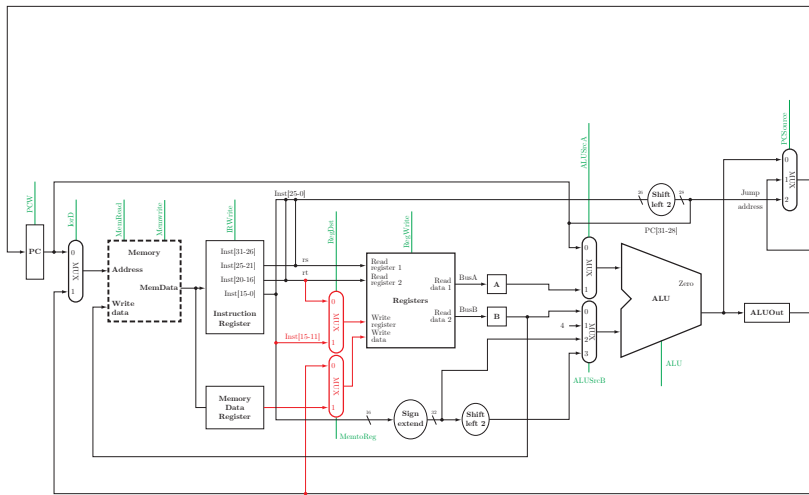 PCW
IorD
MemRead
Memwrite
IRWrite
RegDst
RegWrite
ALUSrcA
PCSource
Inst[25-0]
26
Shift
left 2
28
Jump
address
PC[31-28]
0
1
2
MUX
PC
0
MUX
1
Memory
Address
MemData
Write
data
Inst[31-26]
Inst[25-21]
Inst[20-16]
Inst[15-0]
Instruction
Register
rs
rt
Inst[15-11]
0
MUX
1
Read
register 1
Read
register 2
Registers
Write
register
Write
data
Read
data 1
Read
data 2
BusA
A
BusB
B
0
MUX
1
4
0
1
2
3
MUX
ALUSrcB
Zero
ALU
ALU
ALUOut
Memory
Data
Register
0
MUX
1
MemtoReg
16
Sign
extend
32
Shift
left 2